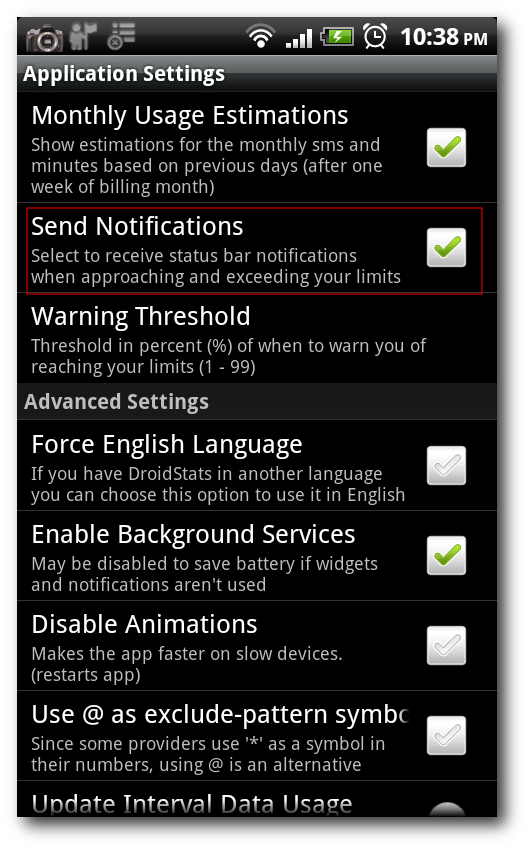 10:38 PM
Application Settings
Monthly Usage Estimations
Show estimations for the monthly sms and
minutes based on previous days (after one
week of billing month)
Send Notifications
Select to receive status bar notifications
when approaching and exceeding your limits
Warning Threshold
Threshold in percent (%) of when to warn you of
reaching your limits (1 - 99)
Advanced Settings
Force English Language
If you have DroidStats in another language
you can choose this option to use it in English
Enable Background Services
May be disabled to save battery if widgets
and notifications aren't used
Disable Animations
Makes the app faster on slow devices.
(restarts app)
Use @ as exclude-pattern symbo
Since some providers use '*' as a symbol in
their numbers, using @ is an alternative
Update Interval Data Usage